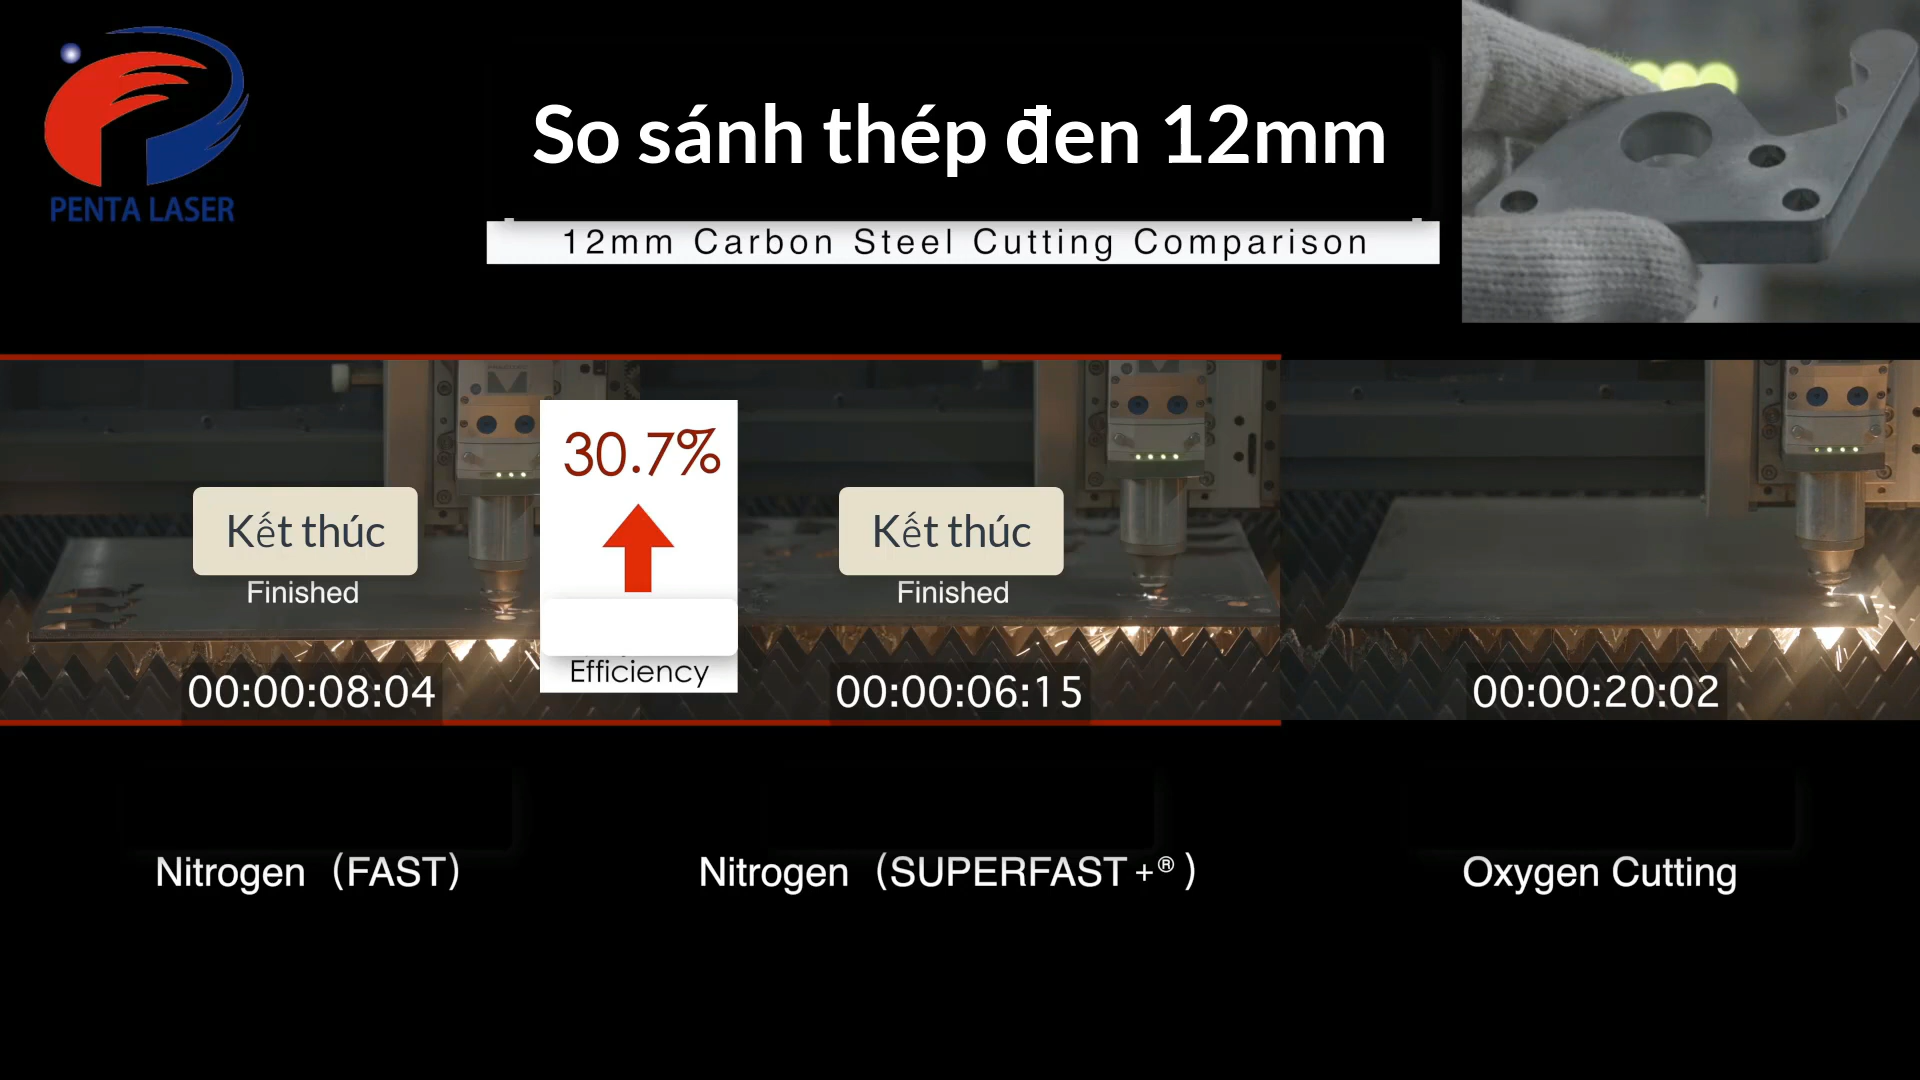 PENTA LASER
So sánh thép đen 12mm
12mm Carbon Steel Cutting Comparison
30.7%
Efficiency
Kết thúc
Finished
00:00:08:04
Kết thúc
Finished
00:00:06:15
00:00:20:02
Nitrogen（FAST）
Nitrogen（SUPERFAST+®）
Oxygen Cutting